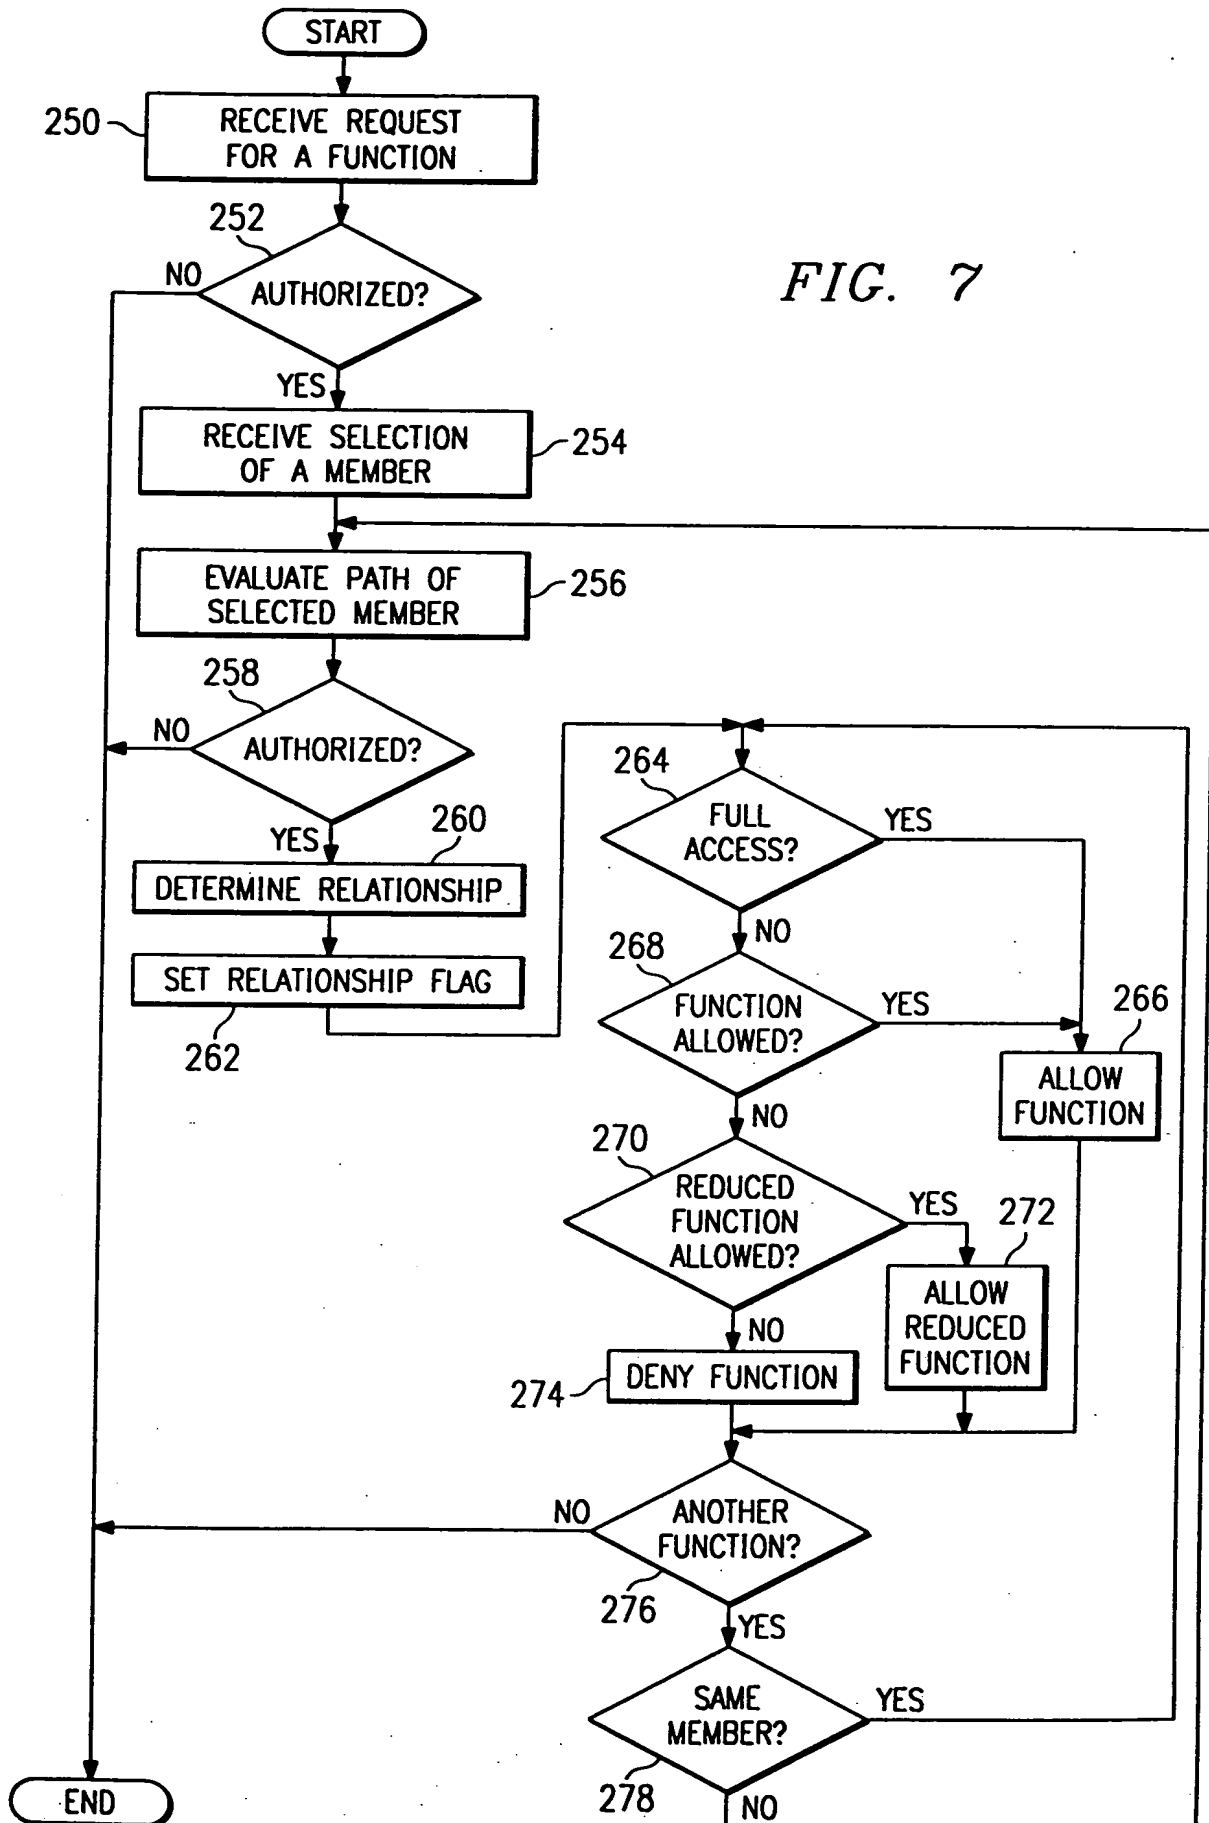 START
250
RECEIVE REQUEST
FOR A FUNCTION
252
NO
AUTHORIZED?
FIG. 7
YES
RECEIVE SELECTION
OF A MEMBER
254
EVALUATE PATH OF
SELECTED MEMBER
256
258
NO
AUTHORIZED?
YES
260
DETERMINE RELATIONSHIP
SET RELATIONSHIP FLAG
262
264
FULL
ACCESS?
YES
NO
268
FUNCTION
ALLOWED?
YES
266
ALLOW
FUNCTION
NO
270
REDUCED
FUNCTION
ALLOWED?
YES
272
ALLOW
REDUCED
FUNCTION
NO
274
DENY FUNCTION
NO
ANOTHER
FUNCTION?
276
YES
SAME
MEMBER?
YES
278
NO
END